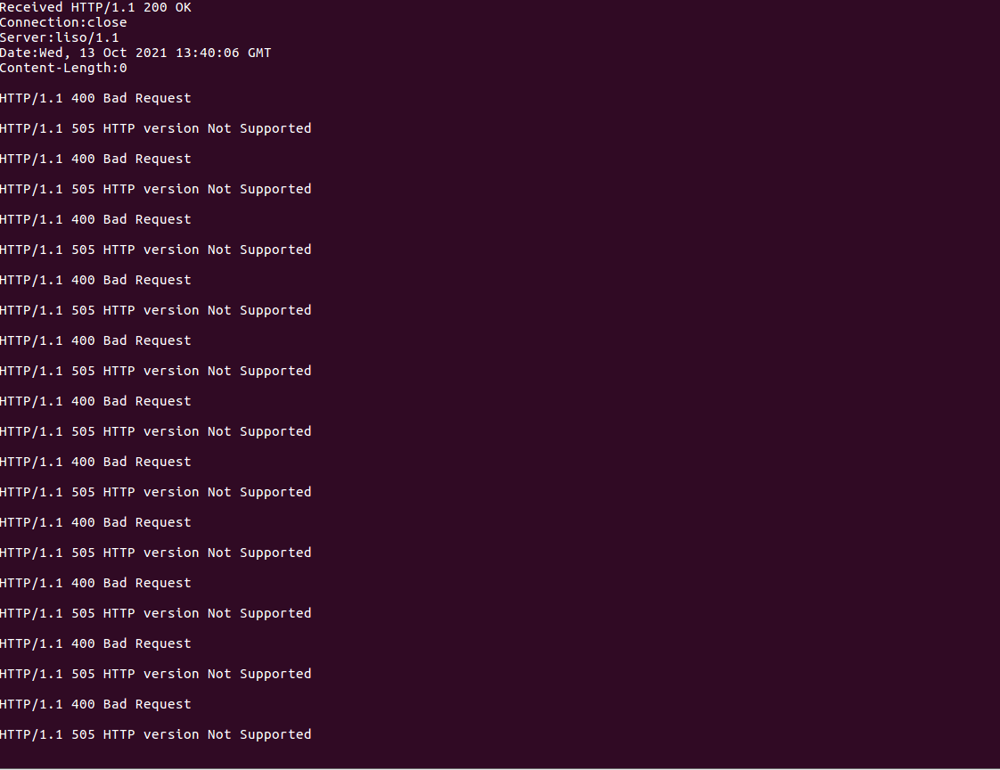 Received HTTP/1.1 200 OK
Connection:close
Server:liso/1.1
Date:Wed, 13 Oct 2021 13:40:06 GMT
Content-Length:0
HTTP/1.1 400 Bad Request
HTTP/1.1 505 HTTP version Not Supported
HTTP/1.1 400 Bad Request
HTTP/1.1 505 HTTP version Not Supported
HTTP/1.1 400 Bad Request
HTTP/1.1 505 HTTP version Not Supported
HTTP/1.1 400 Bad Request
HTTP/1.1 505 HTTP version Not Supported
HTTP/1.1 400 Bad Request
HTTP/1.1 505 HTTP version Not Supported
HTTP/1.1 400 Bad Request
HTTP/1.1 505 HTTP version Not Supported
HTTP/1.1 400 Bad Request
HTTP/1.1 505 HTTP version Not Supported
HTTP/1.1 400 Bad Request
HTTP/1.1 505 HTTP version Not Supported
HTTP/1.1 400 Bad Request
HTTP/1.1 505 HTTP version Not Supported
HTTP/1.1 400 Bad Request
HTTP/1.1 505 HTTP version Not Supported
HTTP/1.1 400 Bad Request
HTTP/1.1 505 HTTP version Not Supported